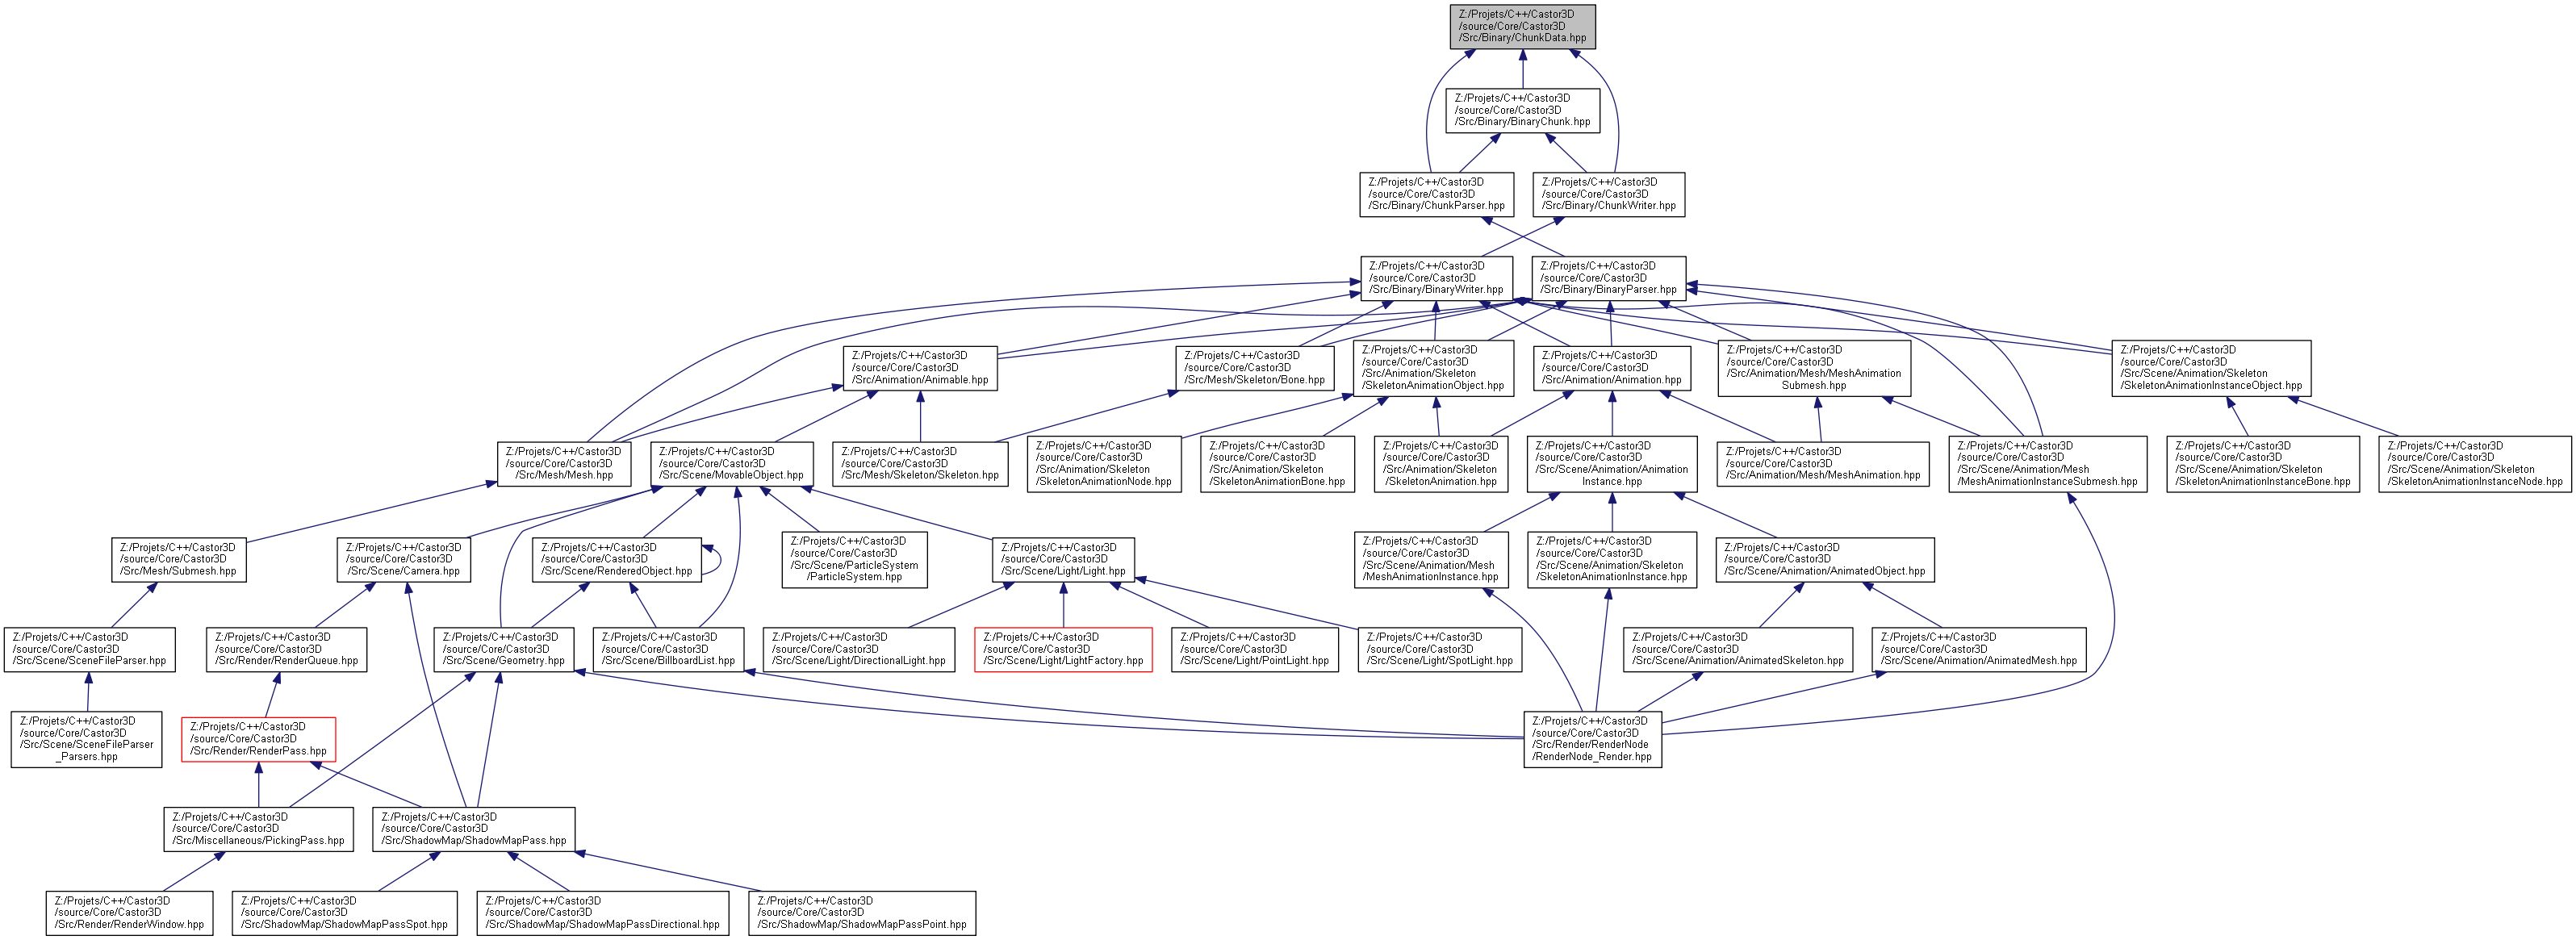 Z:/Projets/C++/Castor3D
/source/Core/Castor3D
/Src/Binary/ChunkData.hpp
Z:/Projets/C++/Castor3D
/source/Core/Castor3D
/Src/Binary/BinaryChunk.hpp
Z:/Projets/C++/Castor3D
/source/Core/Castor3D
/Src/Binary/ChunkParser.hpp
Z:/Projets/C++/Castor3D
/source/Core/Castor3D
/Src/Binary/ChunkWriter.hpp
Z:/Projets/C++/Castor3D
/source/Core/Castor3D
/Src/Binary/BinaryWriter.hpp
Z:/Projets/C++/Castor3D
/source/Core/Castor3D
/Src/Binary/BinaryParser.hpp
Z:/Projets/C++/Castor3D
/source/Core/Castor3D
/Src/Animation/Animable.hpp
Z:/Projets/C++/Castor3D
/source/Core/Castor3D
/Src/Mesh/Skeleton/Bone.hpp
Z:/Projets/C++/Castor3D
/source/Core/Castor3D
/Src/Animation/Skeleton
/SkeletonAnimationObject.hpp
Z:/Projets/C++/Castor3D
/source/Core/Castor3D
/Src/Animation/Animation.hpp
Z:/Projets/C++/Castor3D
/source/Core/Castor3D
/Src/Animation/Mesh/MeshAnimation
Submesh.hpp
Z:/Projets/C++/Castor3D
/source/Core/Castor3D
/Src/Scene/Animation/Skeleton
/SkeletonAnimationInstanceObject.hpp
Z:/Projets/C++/Castor3D
/source/Core/Castor3D
/Src/Mesh/Mesh.hpp
Z:/Projets/C++/Castor3D
/source/Core/Castor3D
/Src/Scene/MovableObject.hpp
Z:/Projets/C++/Castor3D
/source/Core/Castor3D
/Src/Mesh/Skeleton/Skeleton.hpp
Z:/Projets/C++/Castor3D
/source/Core/Castor3D
/Src/Animation/Skeleton
/SkeletonAnimationNode.hpp
Z:/Projets/C++/Castor3D
/source/Core/Castor3D
/Src/Animation/Skeleton
/SkeletonAnimationBone.hpp
Z:/Projets/C++/Castor3D
/source/Core/Castor3D
/Src/Animation/Skeleton
/SkeletonAnimation.hpp
Z:/Projets/C++/Castor3D
/source/Core/Castor3D
/Src/Scene/Animation/Animation
Instance.hpp
Z:/Projets/C++/Castor3D
/source/Core/Castor3D
/Src/Animation/Mesh/MeshAnimation.hpp
Z:/Projets/C++/Castor3D
/source/Core/Castor3D
/Src/Scene/Animation/Mesh
/MeshAnimationInstanceSubmesh.hpp
Z:/Projets/C++/Castor3D
/source/Core/Castor3D
/Src/Scene/Animation/Skeleton
/SkeletonAnimationInstanceBone.hpp
Z:/Projets/C++/Castor3D
/source/Core/Castor3D
/Src/Scene/Animation/Skeleton
/SkeletonAnimationInstanceNode.hpp
Z:/Projets/C++/Castor3D
/source/Core/Castor3D
/Src/Mesh/Submesh.hpp
Z:/Projets/C++/Castor3D
/source/Core/Castor3D
/Src/Scene/Camera.hpp
Z:/Projets/C++/Castor3D
/source/Core/Castor3D
/Src/Scene/RenderedObject.hpp
Z:/Projets/C++/Castor3D
/source/Core/Castor3D
/Src/Scene/ParticleSystem
/ParticleSystem.hpp
Z:/Projets/C++/Castor3D
/source/Core/Castor3D
/Src/Scene/Light/Light.hpp
Z:/Projets/C++/Castor3D
/source/Core/Castor3D
/Src/Scene/Animation/Mesh
/MeshAnimationInstance.hpp
Z:/Projets/C++/Castor3D
/source/Core/Castor3D
/Src/Scene/Animation/Skeleton
/SkeletonAnimationInstance.hpp
Z:/Projets/C++/Castor3D
/source/Core/Castor3D
/Src/Scene/Animation/AnimatedObject.hpp
Z:/Projets/C++/Castor3D
/source/Core/Castor3D
/Src/Scene/SceneFileParser.hpp
Z:/Projets/C++/Castor3D
/source/Core/Castor3D
/Src/Render/RenderQueue.hpp
Z:/Projets/C++/Castor3D
/source/Core/Castor3D
/Src/Scene/Geometry.hpp
Z:/Projets/C++/Castor3D
/source/Core/Castor3D
/Src/Scene/BillboardList.hpp
Z:/Projets/C++/Castor3D
/source/Core/Castor3D
/Src/Scene/Light/DirectionalLight.hpp
Z:/Projets/C++/Castor3D
/source/Core/Castor3D
/Src/Scene/Light/LightFactory.hpp
Z:/Projets/C++/Castor3D
/source/Core/Castor3D
/Src/Scene/Light/PointLight.hpp
Z:/Projets/C++/Castor3D
/source/Core/Castor3D
/Src/Scene/Light/SpotLight.hpp
Z:/Projets/C++/Castor3D
/source/Core/Castor3D
/Src/Scene/Animation/AnimatedSkeleton.hpp
Z:/Projets/C++/Castor3D
/source/Core/Castor3D
/Src/Scene/Animation/AnimatedMesh.hpp
Z:/Projets/C++/Castor3D
/source/Core/Castor3D
/Src/Scene/SceneFileParser
_Parsers.hpp
Z:/Projets/C++/Castor3D
/source/Core/Castor3D
/Src/Render/RenderPass.hpp
Z:/Projets/C++/Castor3D
/source/Core/Castor3D
/Src/Render/RenderNode
/RenderNode_Render.hpp
Z:/Projets/C++/Castor3D
/source/Core/Castor3D
/Src/Miscellaneous/PickingPass.hpp
Z:/Projets/C++/Castor3D
/source/Core/Castor3D
/Src/ShadowMap/ShadowMapPass.hpp
Z:/Projets/C++/Castor3D
/source/Core/Castor3D
/Src/Render/RenderWindow.hpp
Z:/Projets/C++/Castor3D
/source/Core/Castor3D
/Src/ShadowMap/ShadowMapPassSpot.hpp
Z:/Projets/C++/Castor3D
/source/Core/Castor3D
/Src/ShadowMap/ShadowMapPassDirectional.hpp
Z:/Projets/C++/Castor3D
/source/Core/Castor3D
/Src/ShadowMap/ShadowMapPassPoint.hpp